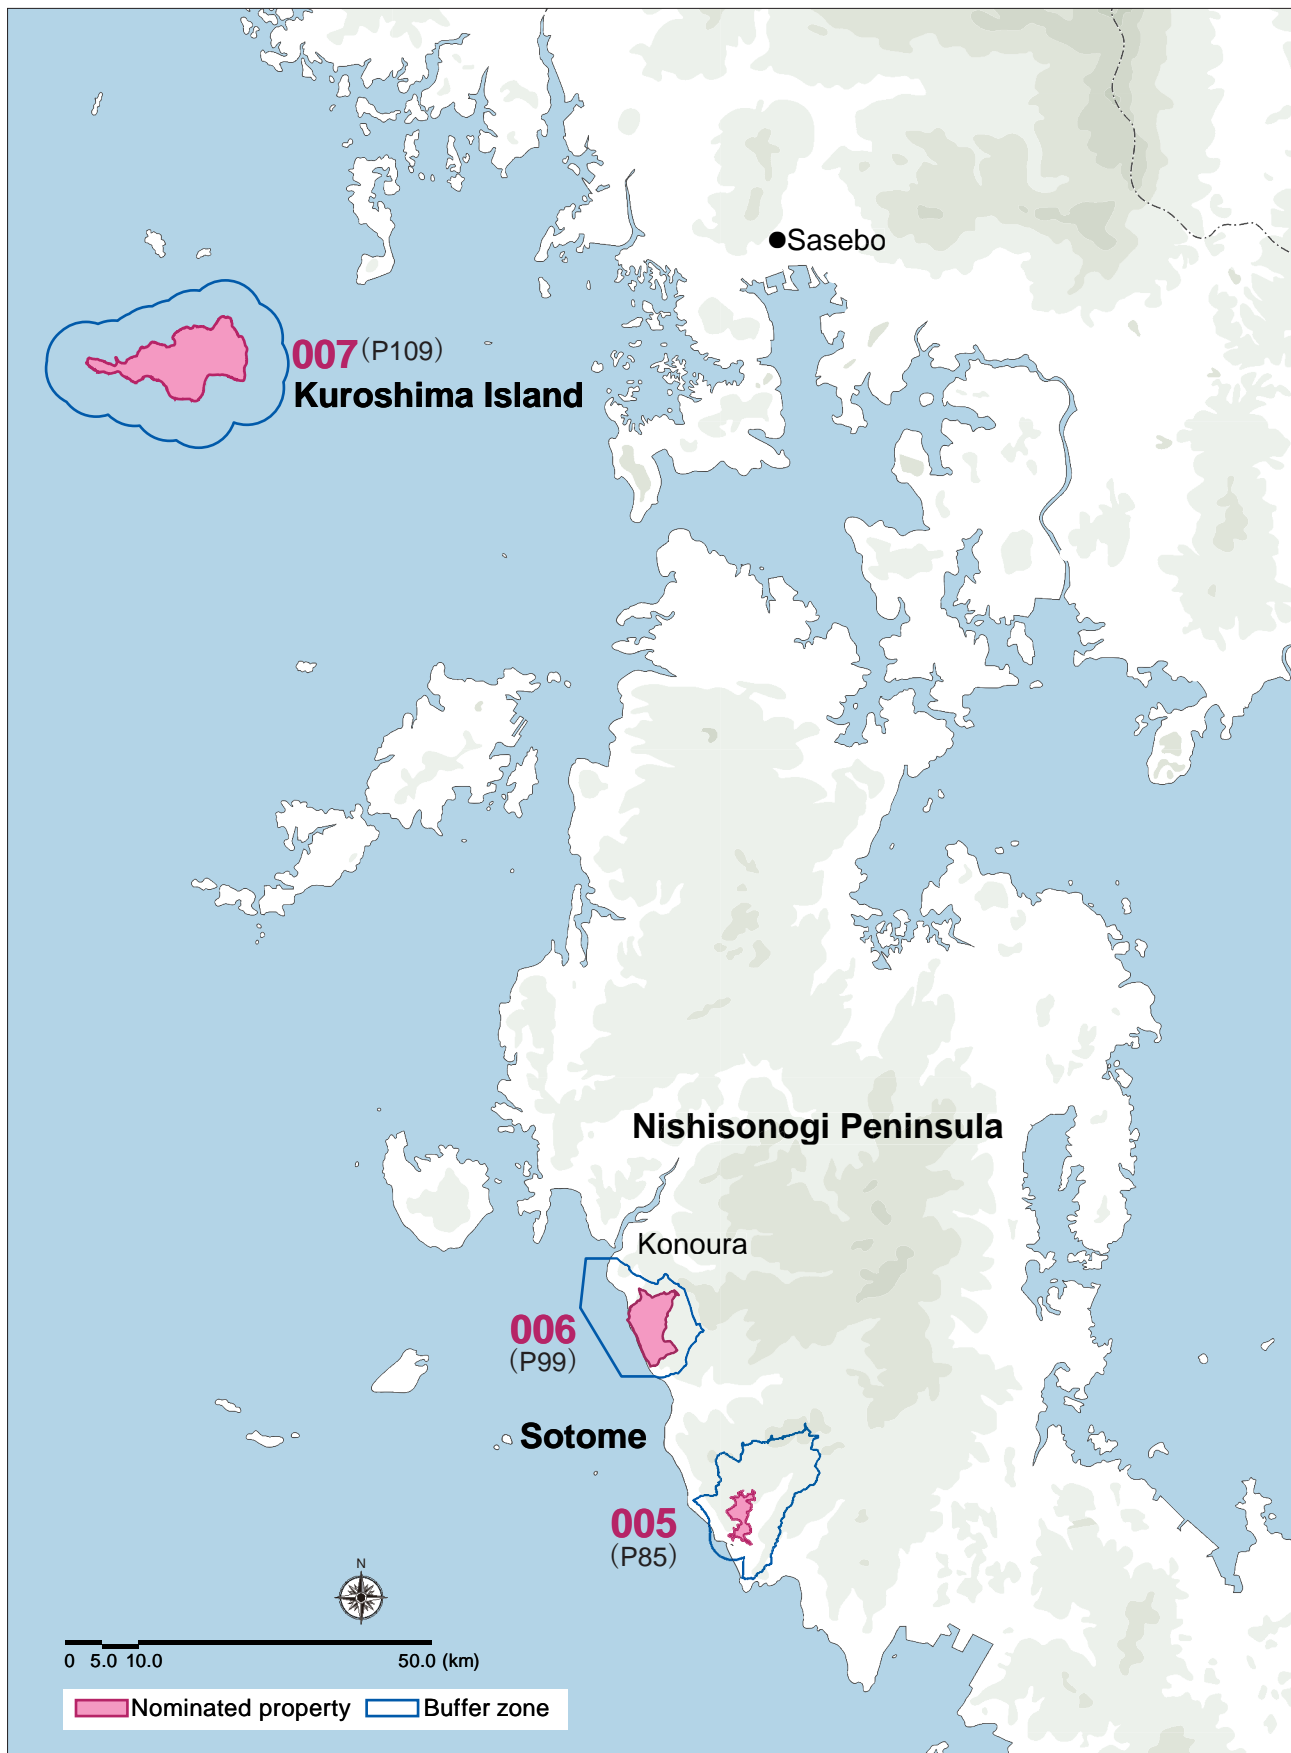 Sasebo
007(P109)
Kuroshima Island
Nishisonogi Peninsula
Konoura
006
(P99)
Sotome
005
(P85)
N
0 5.0 10.0 50.0 (km)
Nominated property Buffer zone